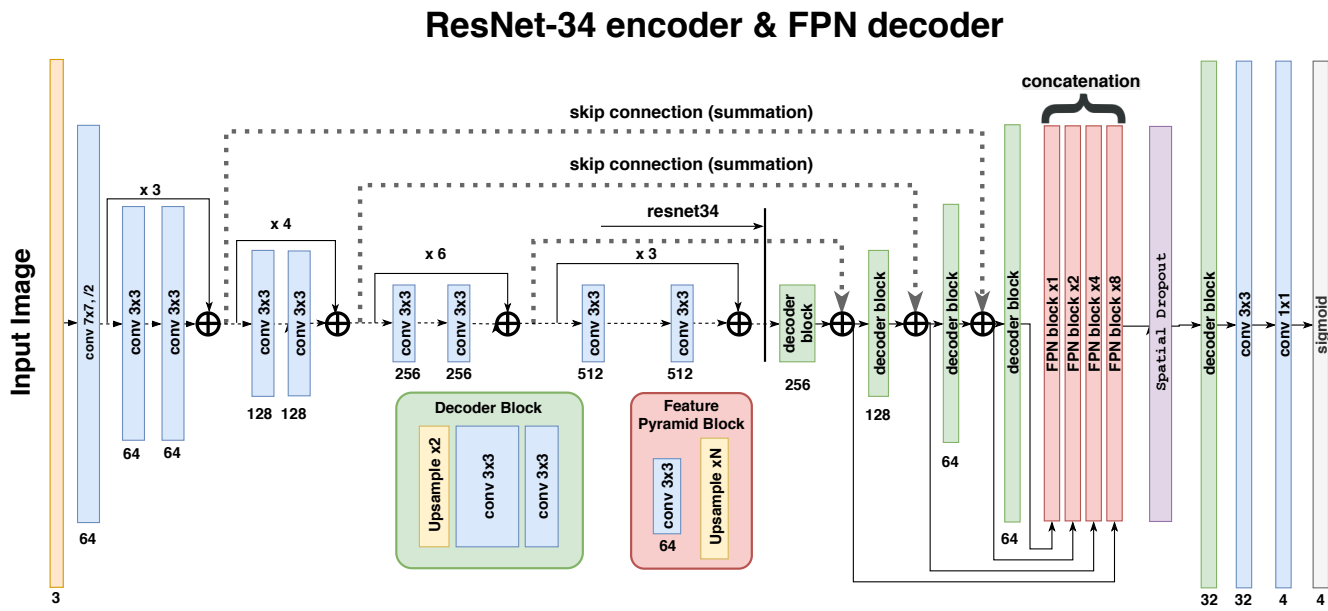 ResNet-34 encoder & FPN decoder
Input Image
3
conv 7x7, /2
64
x 3
conv 3x3
64
conv 3x3
64
x 4
conv 3x3
128
conv 3x3
128
x 6
conv 3x3
256
conv 3x3
256
x 3
conv 3x3
512
conv 3x3
512
skip connection (summation)
skip connection (summation)
resnet34
decoder
block
256
decoder block
128
decoder block
64
decoder block
64
concatenation
FPN block x1
FPN block x2
FPN block x4
FPN block x8
Spatial Dropout
decoder block
32
conv 3x3
32
conv 1x1
4
sigmoid
4
Decoder Block
Upsample x2
conv 3x3
conv 3x3
Feature
Pyramid Block
conv 3x3
64
Upsample xN